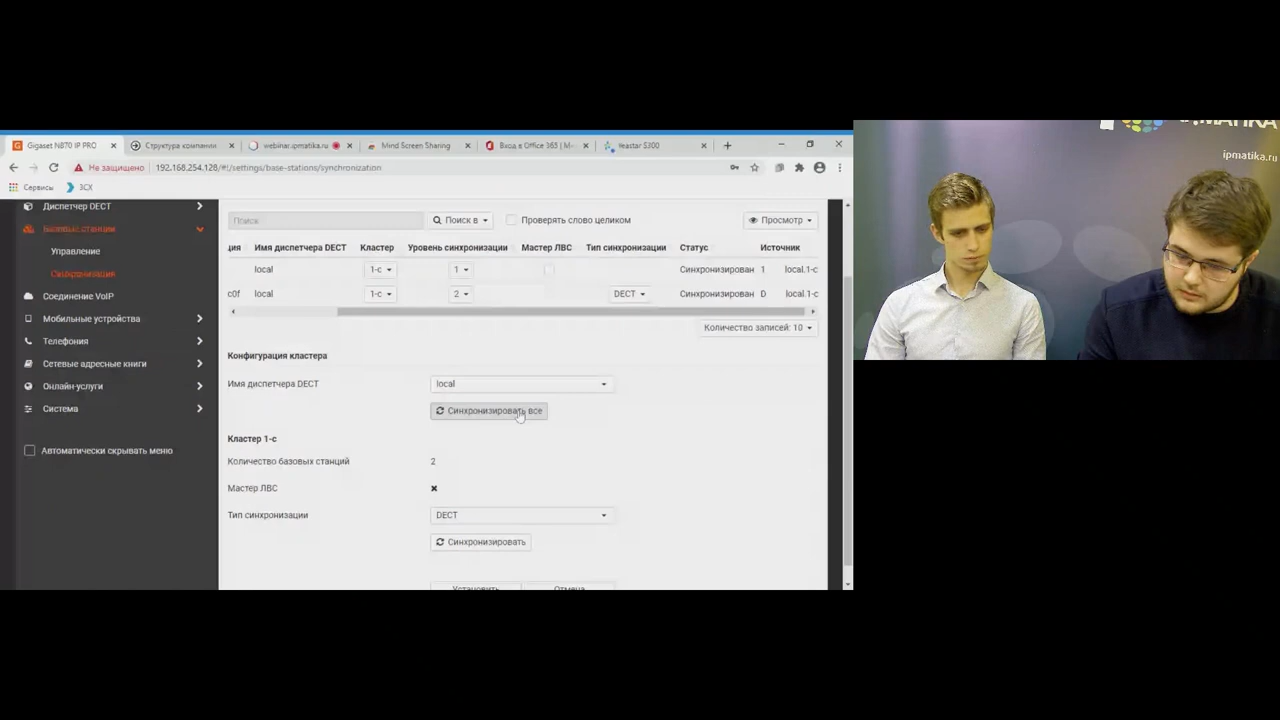 Gigaset N870 IP PRO
Структура компании
webinar.ipmatika.ru
Mind Screen Sharing
Вход в Office 365 | М
Yeastar S300
Не защищено 192.168.254.128/#!/settings/base-stations/synchronization
Сервисы 3CX
Диспетчер DECT
Базовые станции
Управление
Синхронизация
Соединение VoIP
Мобильные устройства
Телефония
Сетевые адресные книги
Онлайн-услуги
Система
Автоматически скрывать меню
Поиск Поиск в Проверять слово целиком Просмотр
ция Имя диспетчера DECT Кластер Уровень синхронизации Мастер ЛВС Тип синхронизации Статус Источник
local 1-c 1 Синхронизирован 1 local.1-c
c0f local 1-c 2 DECT Синхронизирован D local.1-c
Количество записей: 10
Конфигурация кластера
Имя диспетчера DECT local
Синхронизировать все
Кластер 1-c
Количество базовых станций 2
Мастер ЛВС ✖
Тип синхронизации DECT
Синхронизировать
Установить Отмена
IPMATIKA
ipmatika.ru